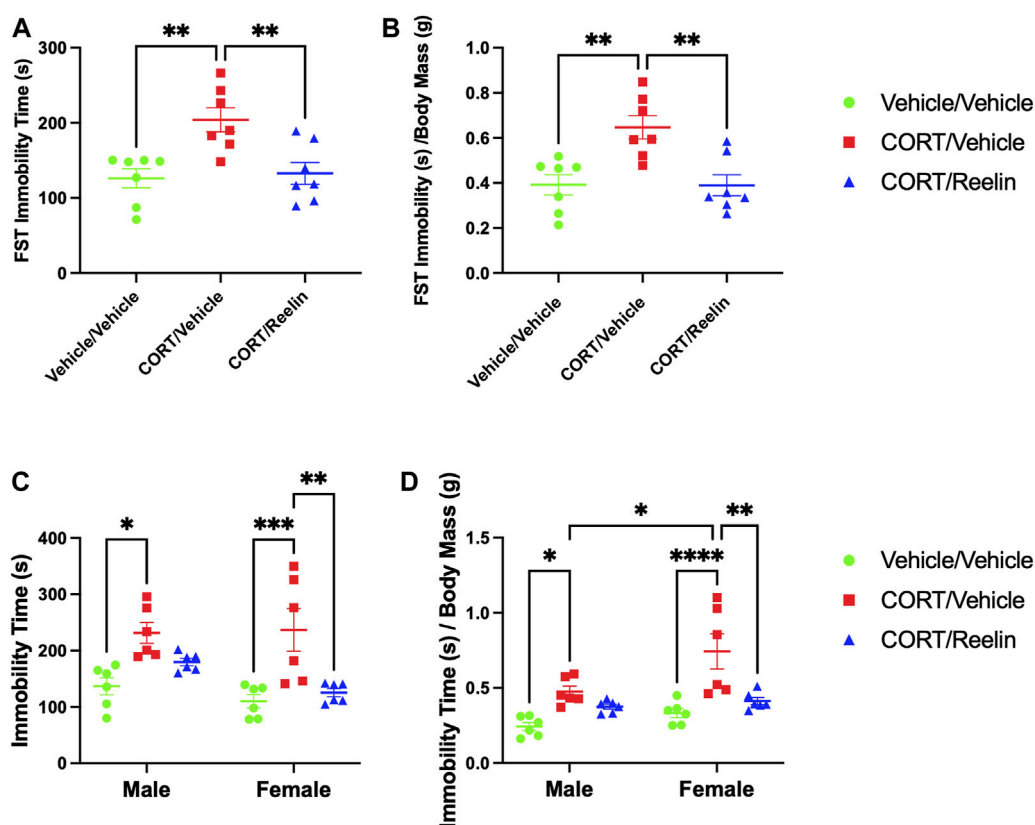 A
FST Immobility Time (s)
300
200
100
0
** **
Vehicle/Vehicle
CORT/Vehicle
CORT/Reelin
B
FST Immobility (s) /Body Mass (g)
1.0
0.8
0.6
0.4
0.2
0.0
** **
Vehicle/Vehicle
CORT/Vehicle
CORT/Reelin
Vehicle/Vehicle
CORT/Vehicle
CORT/Reelin
C
Immobility Time (s)
400
300
200
100
0
* *** **
Male Female
D
Immobility Time (s) / Body Mass (g)
1.5
1.0
0.5
0.0
*
* **** **
Male Female
Vehicle/Vehicle
CORT/Vehicle
CORT/Reelin